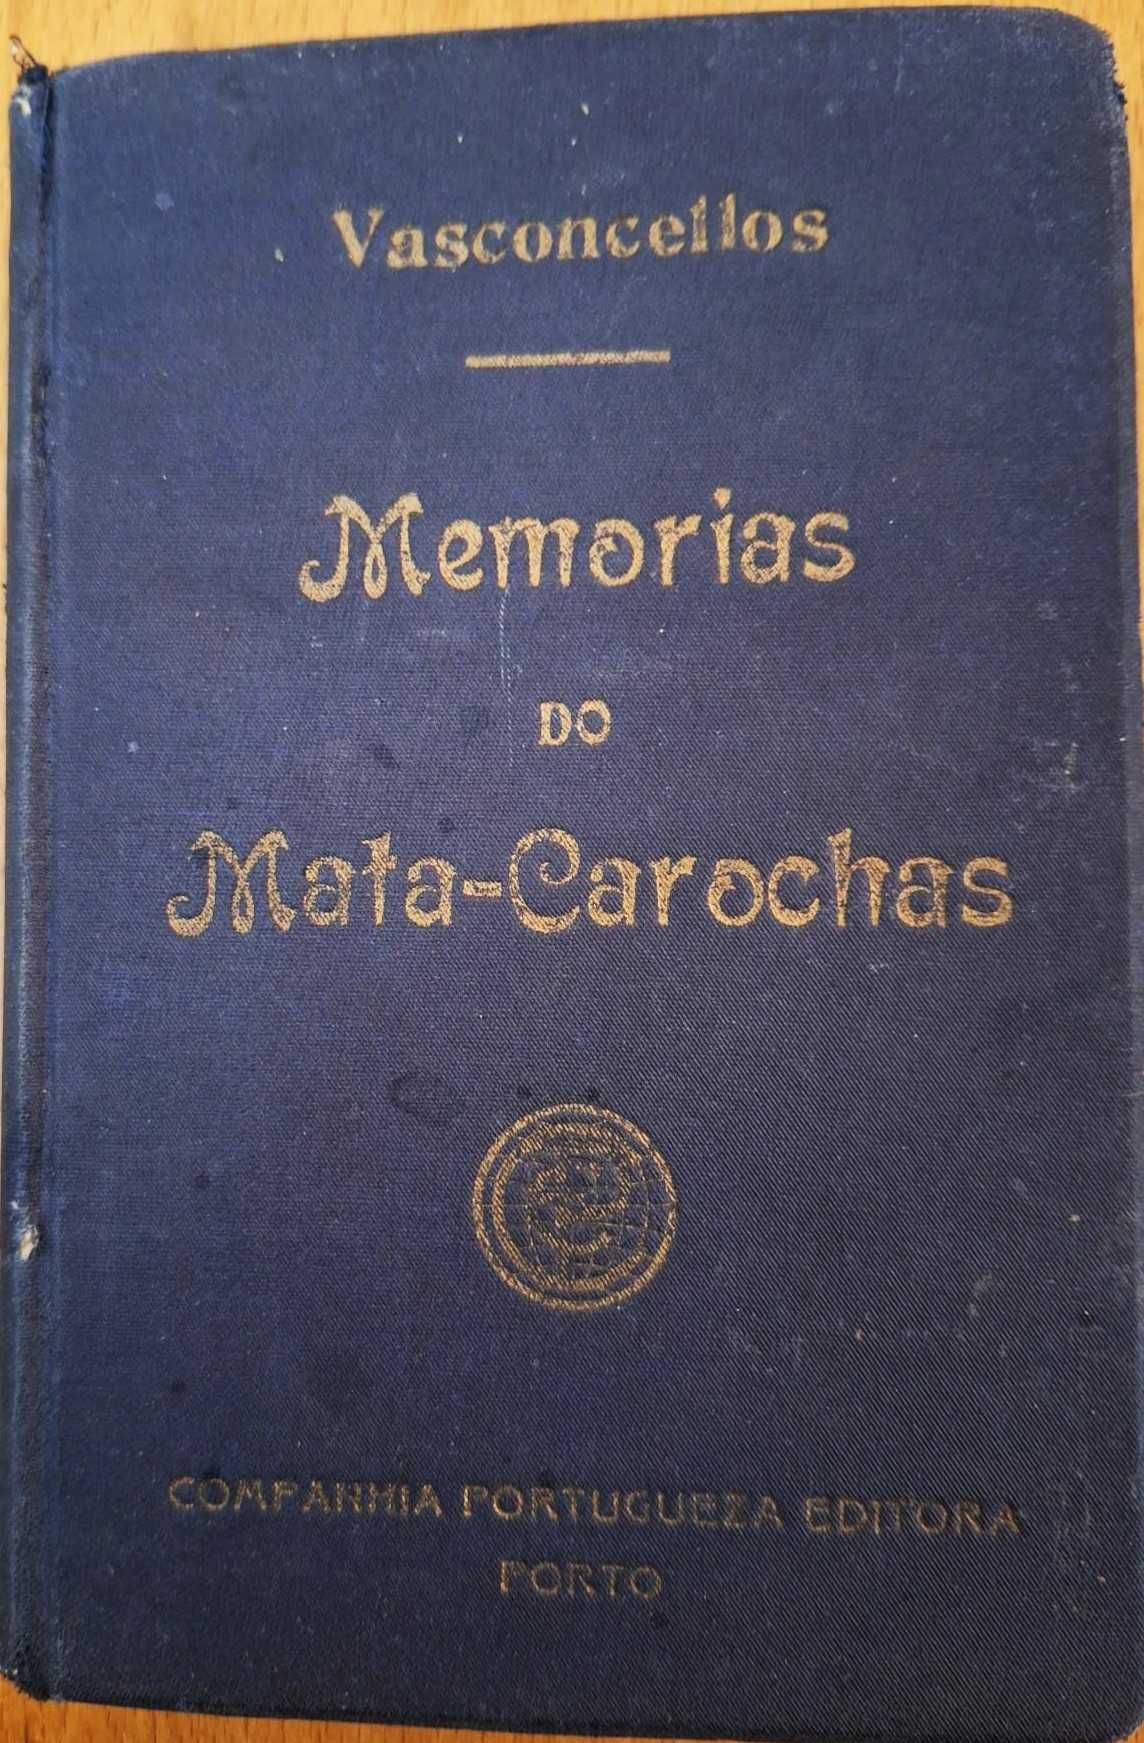 Vasconcellos
Memorias
DO
Mata-Carochas
COMPANHIA PORTUGUEZA EDITORA
PORTO